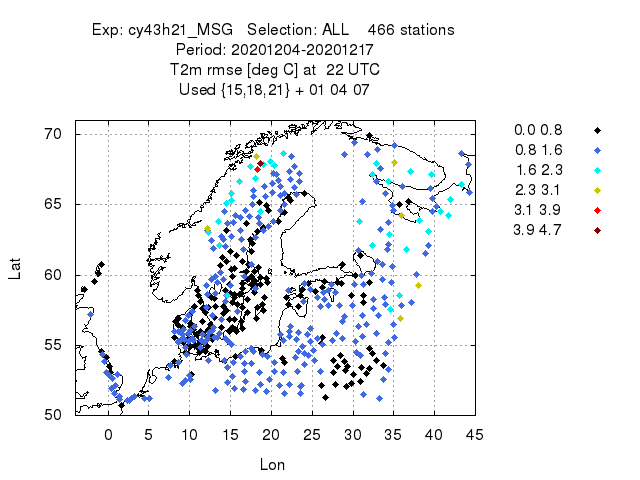 Exp: cy43h21_MSG Selection: ALL 466 stations
Period: 20201204-20201217
T2m rmse [deg C] at 22 UTC
Used {15,18,21} + 01 04 07
0.0 0.8
0.8 1.6
1.6 2.3
2.3 3.1
3.1 3.9
3.9 4.7
70
65
60
55
50
Lat
0 5 10 15 20 25 30 35 40 45
Lon